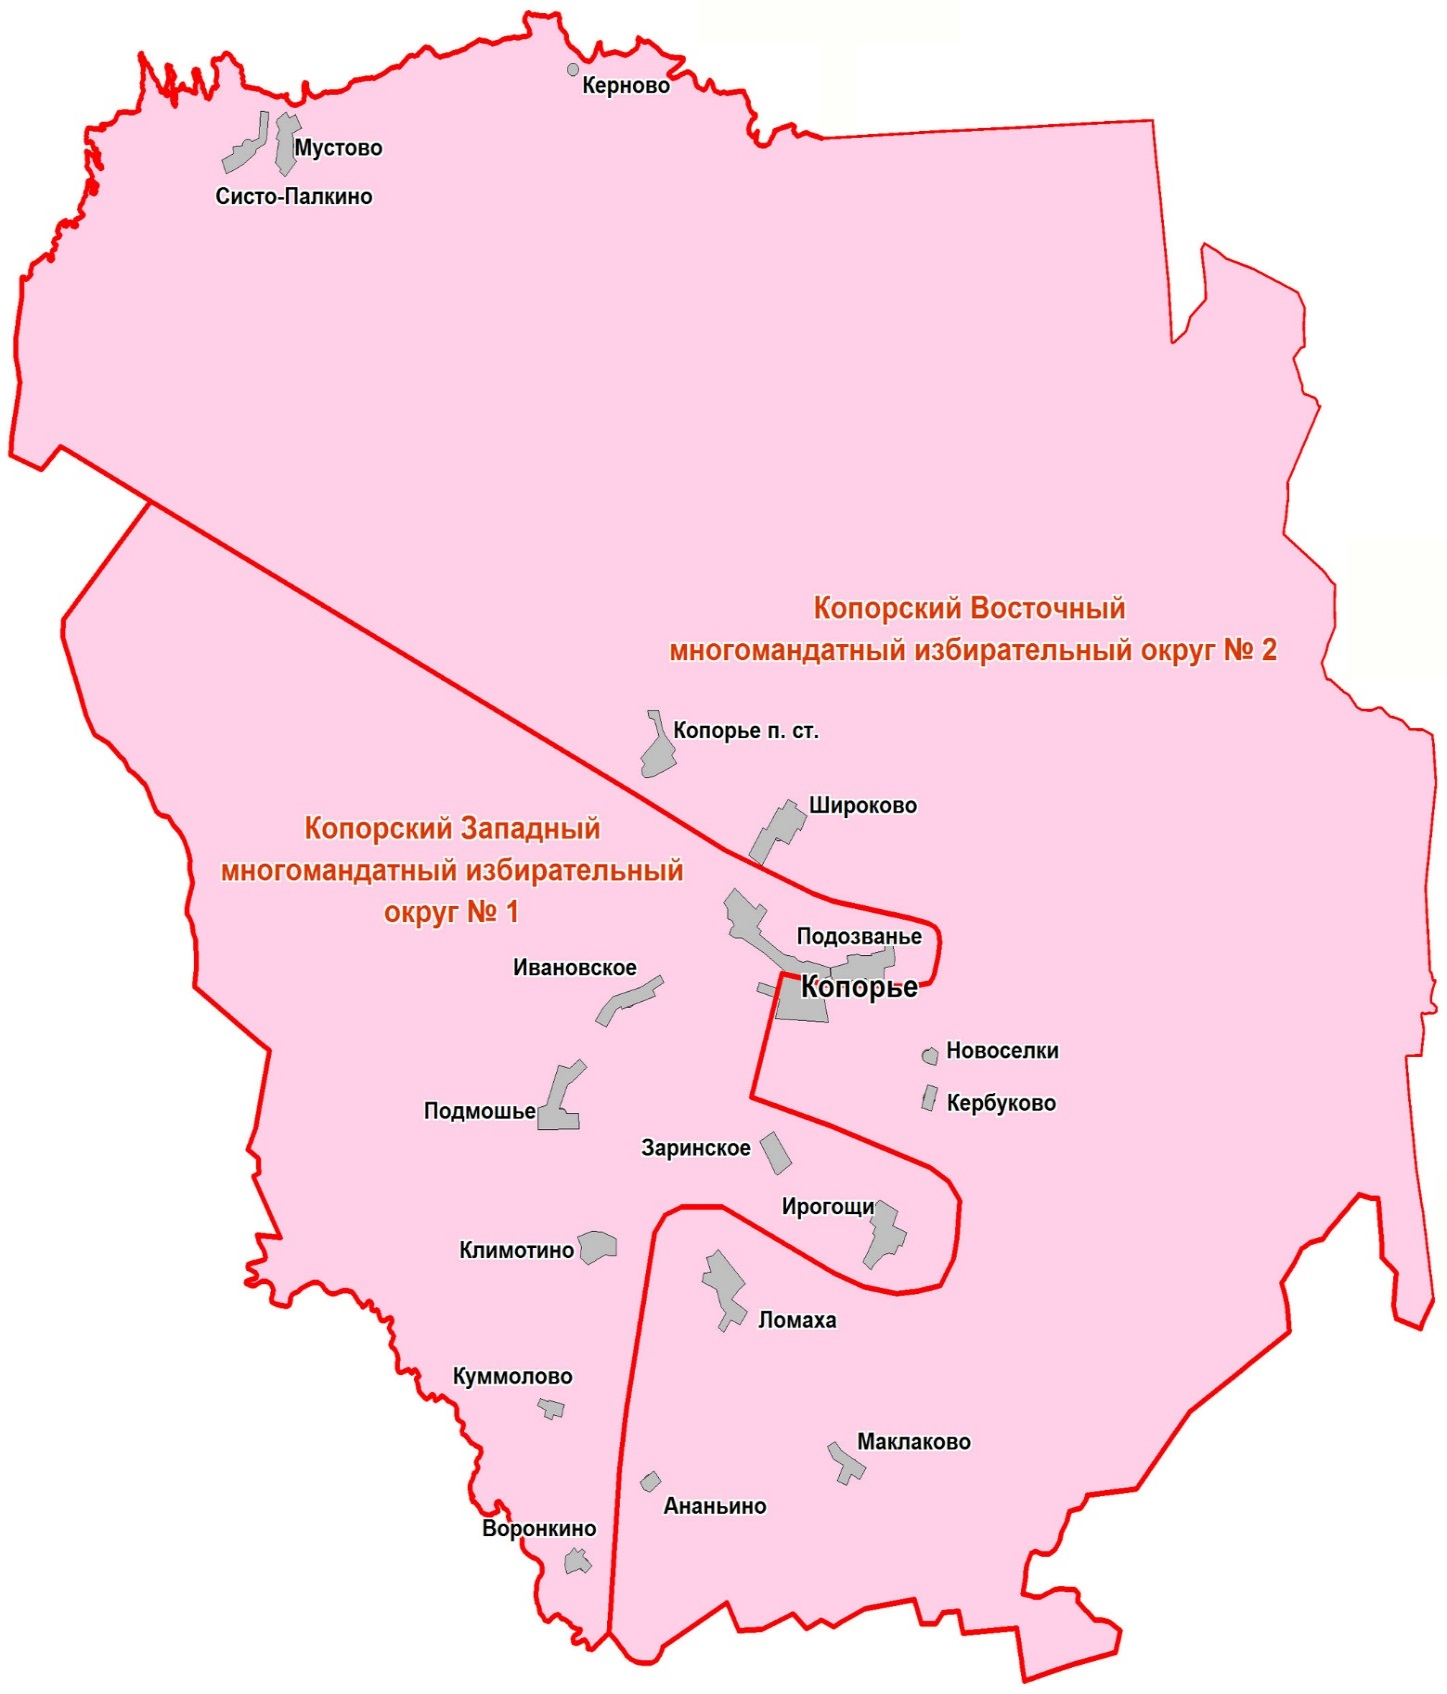 Керново
Мустово
Систо-Палкино
Копорский Восточный
многомандатный избирательный округ № 2
Копорье п. ст.
Широково
Копорский Западный
многомандатный избирательный
округ № 1
Подозванье
Ивановское
Копорье
Новоселки
Кербуково
Подмошье
Заринское
Ирогощи
Климотино
Ломаха
Куммолово
Маклаково
Ананьино
Воронкино